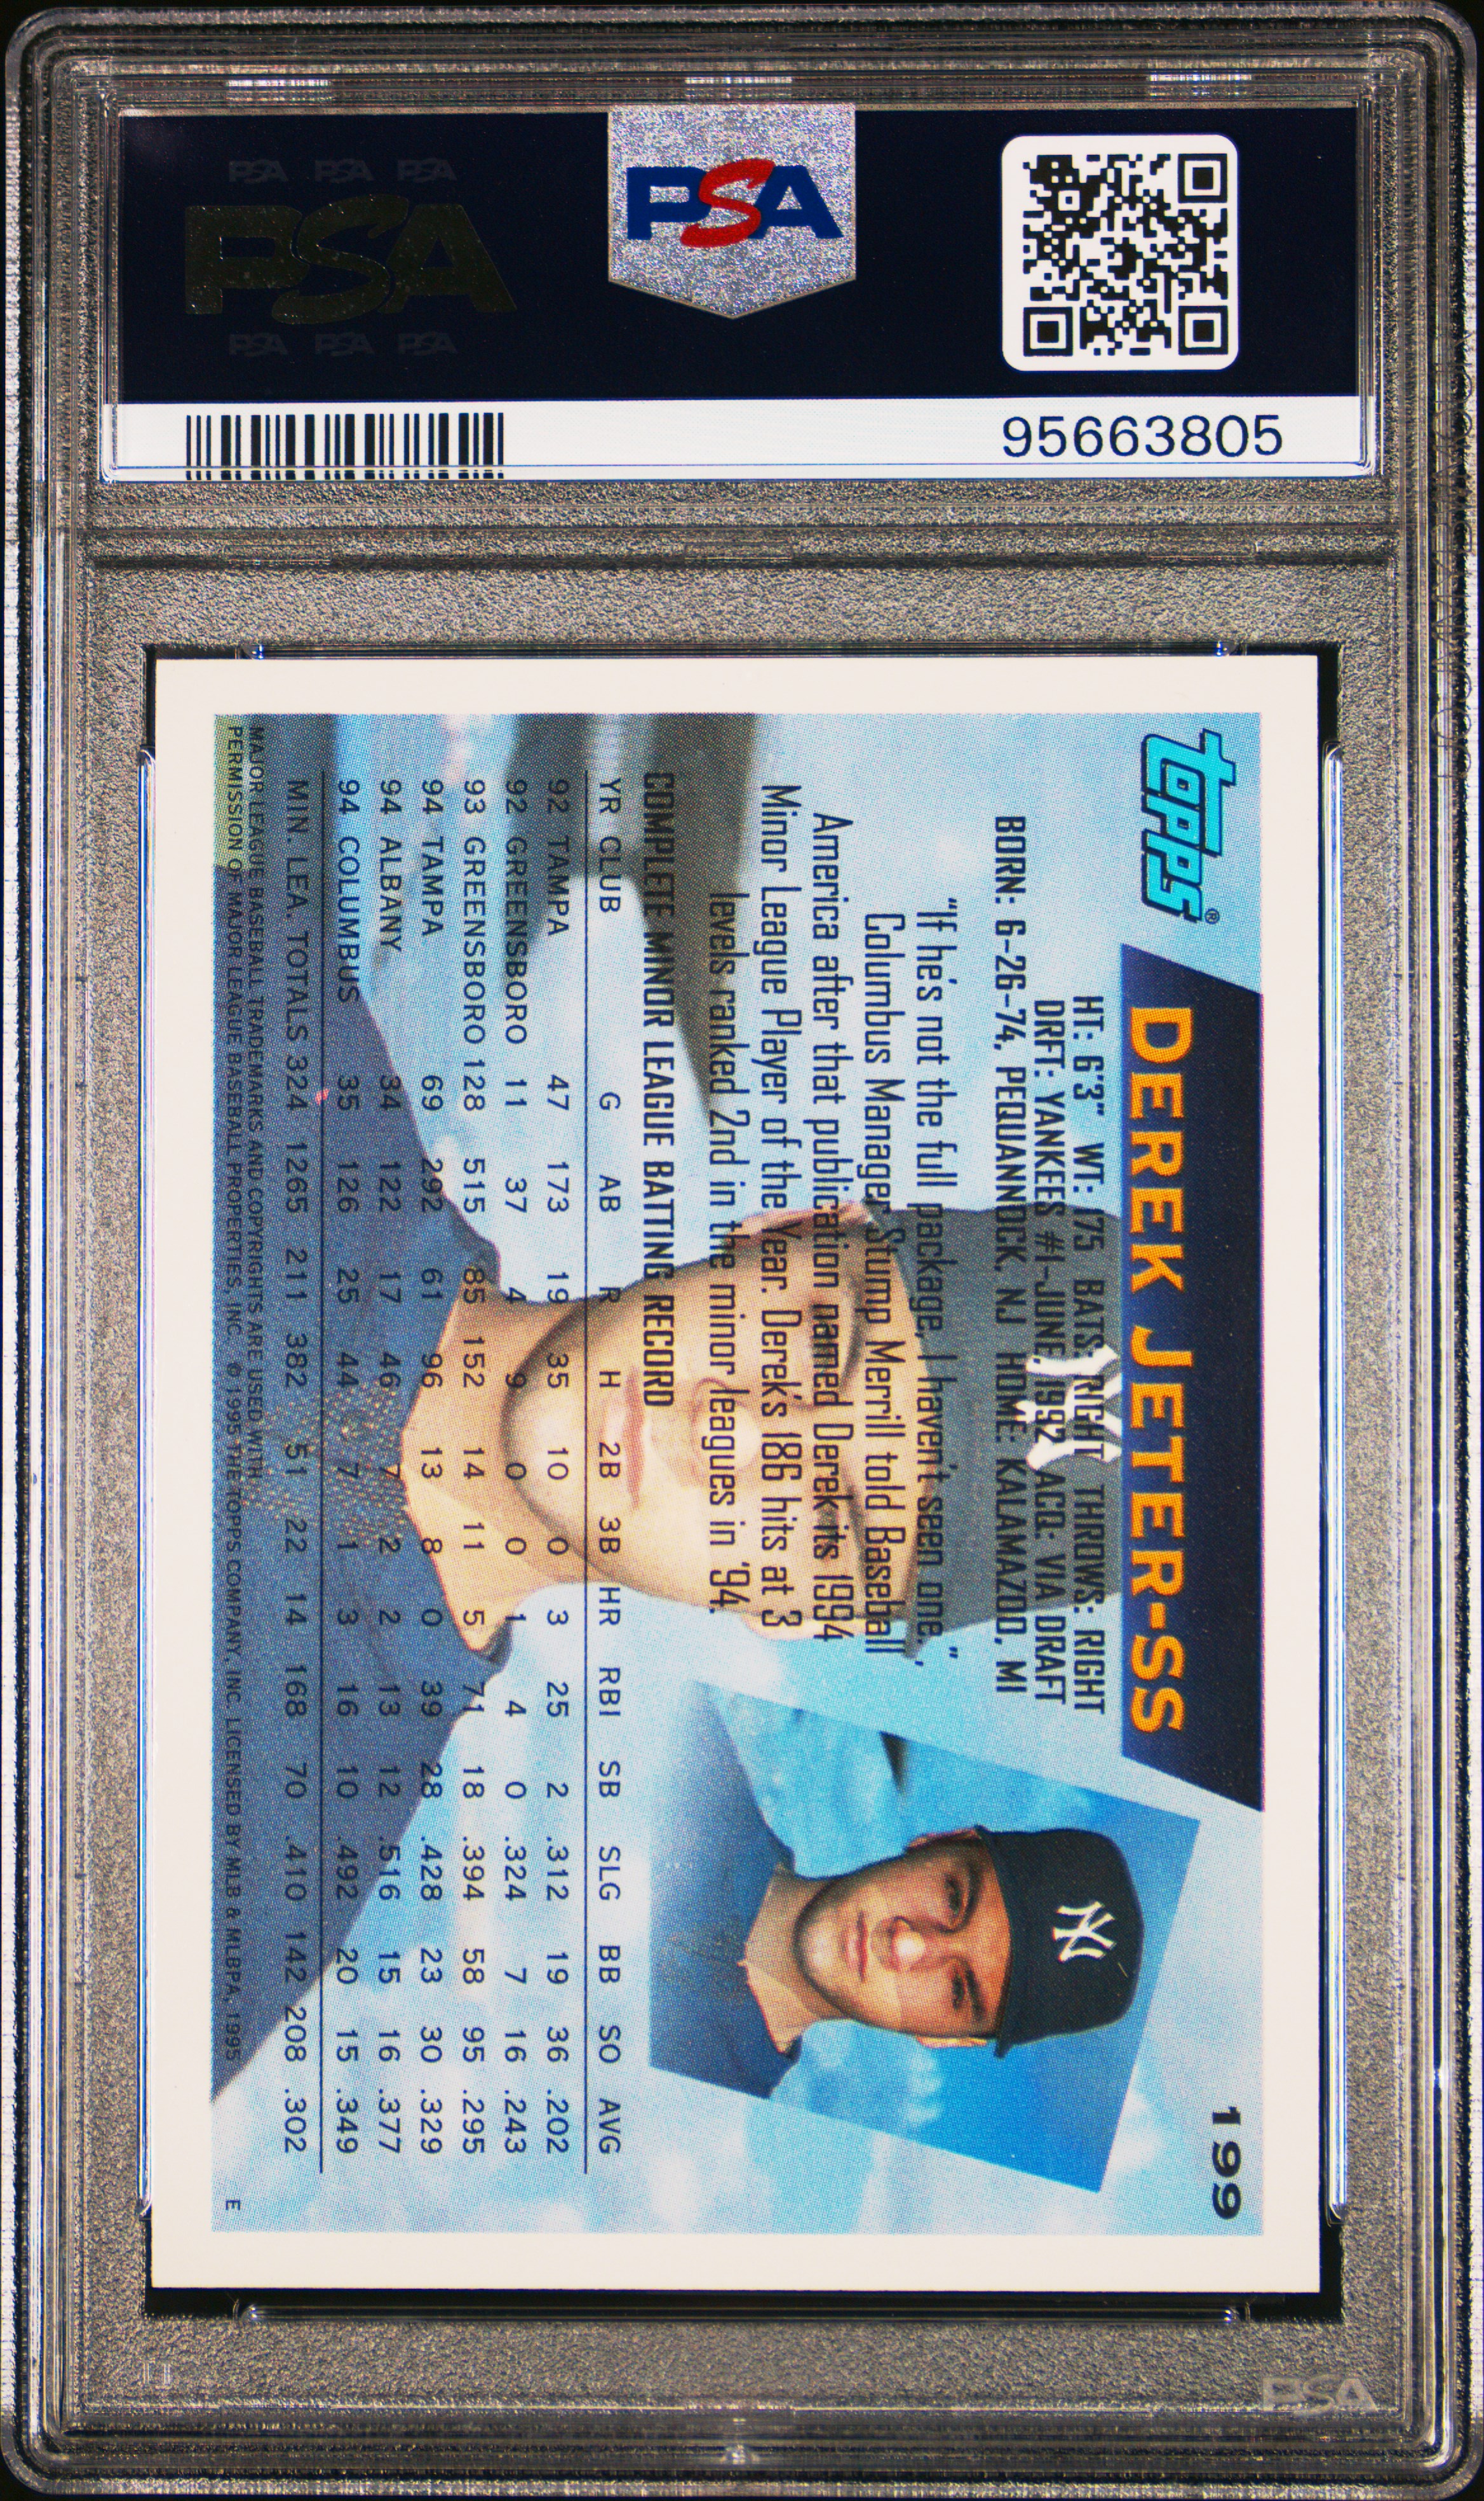 PSA PSA PSA
PSA
PSA PSA PSA
PSA
95663805
topps®
DEREK JETER-SS
199
HT: 6'3" WT: 175 BATS: RIGHT THROWS: RIGHT
DRFT: YANKEES #1-JUNE, 1992 ACQ: VIA DRAFT
BORN: 6-26-74, PEQUANNOCK, NJ HOME: KALAMAZOO, MI
"If he's not the full package, I haven't seen one,"
Columbus Manager Stump Merrill told Baseball
America after that publication named Derek its 1994
Minor League Player of the Year. Derek's 186 hits at 3
levels ranked 2nd in the minor leagues in '94.
COMPLETE MINOR LEAGUE BATTING RECORD
YR CLUB G AB R H 2B 3B HR RBI SB SLG BB SO AVG
92 TAMPA 47 173 19 35 10 0 3 25 2 .312 19 36 .202
92 GREENSBORO 11 37 4 9 0 0 1 4 0 .324 7 16 .243
93 GREENSBORO 128 515 85 152 14 11 5 71 18 .394 58 95 .295
94 TAMPA 69 292 61 96 13 8 0 39 28 .428 23 30 .329
94 ALBANY 34 122 17 46 7 2 2 13 12 .516 15 16 .377
94 COLUMBUS 35 126 25 44 7 1 3 16 10 .492 20 15 .349
MIN. LEA. TOTALS 324 1265 211 382 51 22 14 168 70 .410 142 208 .302
MAJOR LEAGUE BASEBALL TRADEMARKS AND COPYRIGHTS ARE USED WITH
PERMISSION OF MAJOR LEAGUE BASEBALL PROPERTIES, INC. © 1995 THE TOPPS COMPANY, INC. LICENSED BY MLB & MLBPA, 1995
E
NY
NY
PSA